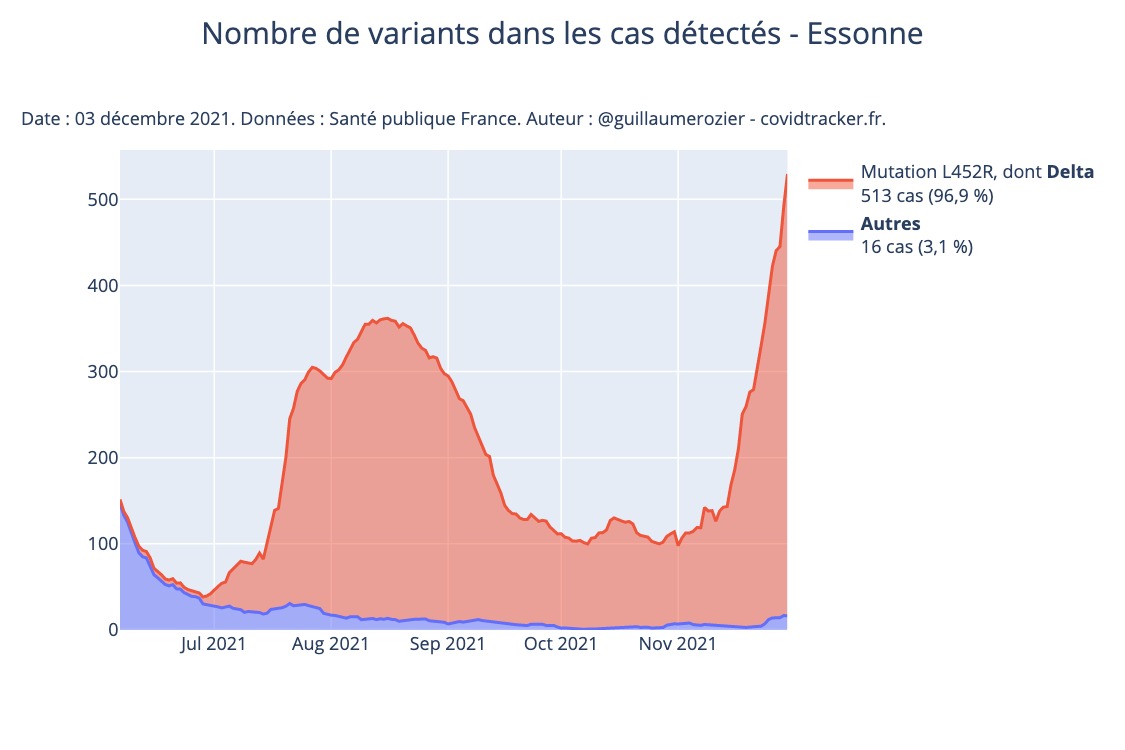 Nombre de variants dans les cas détectés - Essonne
Date : 03 décembre 2021. Données : Santé publique France. Auteur : @guillaumerozier - covidtracker.fr.
Mutation L452R, dont Delta
513 cas (96,9 %)
Autres
16 cas (3,1 %)
500
400
300
200
100
0
Jul 2021
Aug 2021
Sep 2021
Oct 2021
Nov 2021